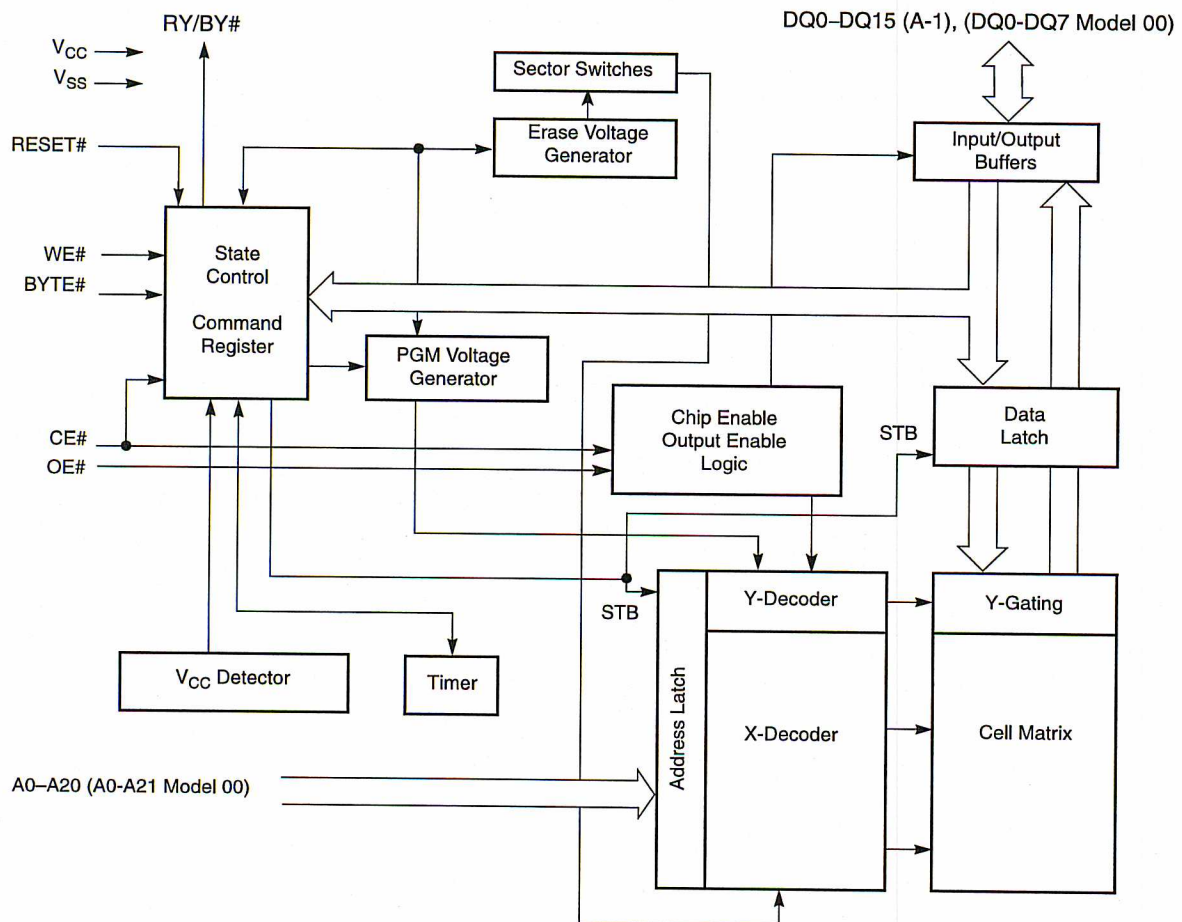 RY/BY#
DQ0–DQ15 (A-1), (DQ0-DQ7 Model 00)
VCC
VSS
Sector Switches
RESET#
Erase Voltage
Generator
Input/Output
Buffers
WE#
BYTE#
State
Control
Command
Register
PGM Voltage
Generator
Chip Enable
Output Enable
Logic
STB
Data
Latch
CE#
OE#
STB
Y-Decoder
Y-Gating
VCC Detector
Timer
Address Latch
X-Decoder
Cell Matrix
A0–A20 (A0-A21 Model 00)